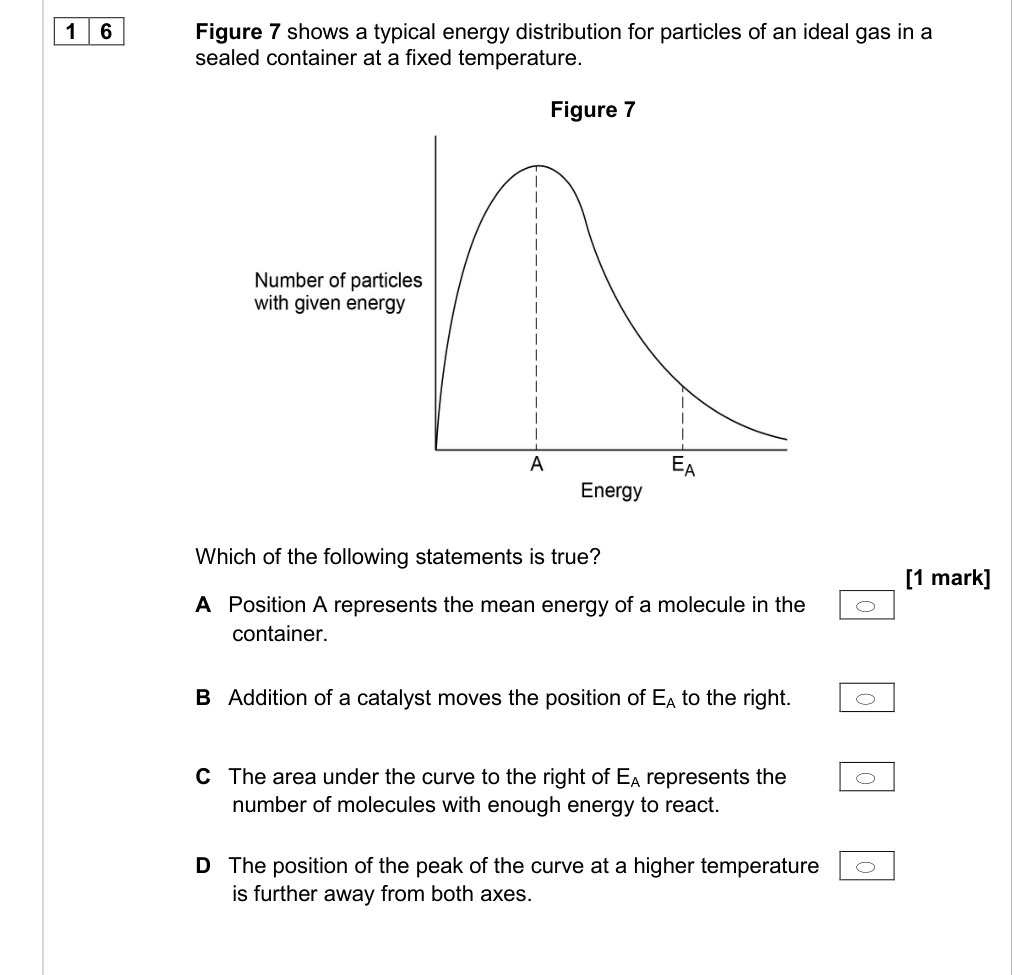 1 6 Figure 7 shows a typical energy distribution for particles of an ideal gas in a
sealed container at a fixed temperature.
Figure 7
Number of particles
with given energy
A EA
Energy
Which of the following statements is true?
[1 mark]
A Position A represents the mean energy of a molecule in the
container.
B Addition of a catalyst moves the position of EA to the right.
C The area under the curve to the right of EA represents the
number of molecules with enough energy to react.
D The position of the peak of the curve at a higher temperature
is further away from both axes.